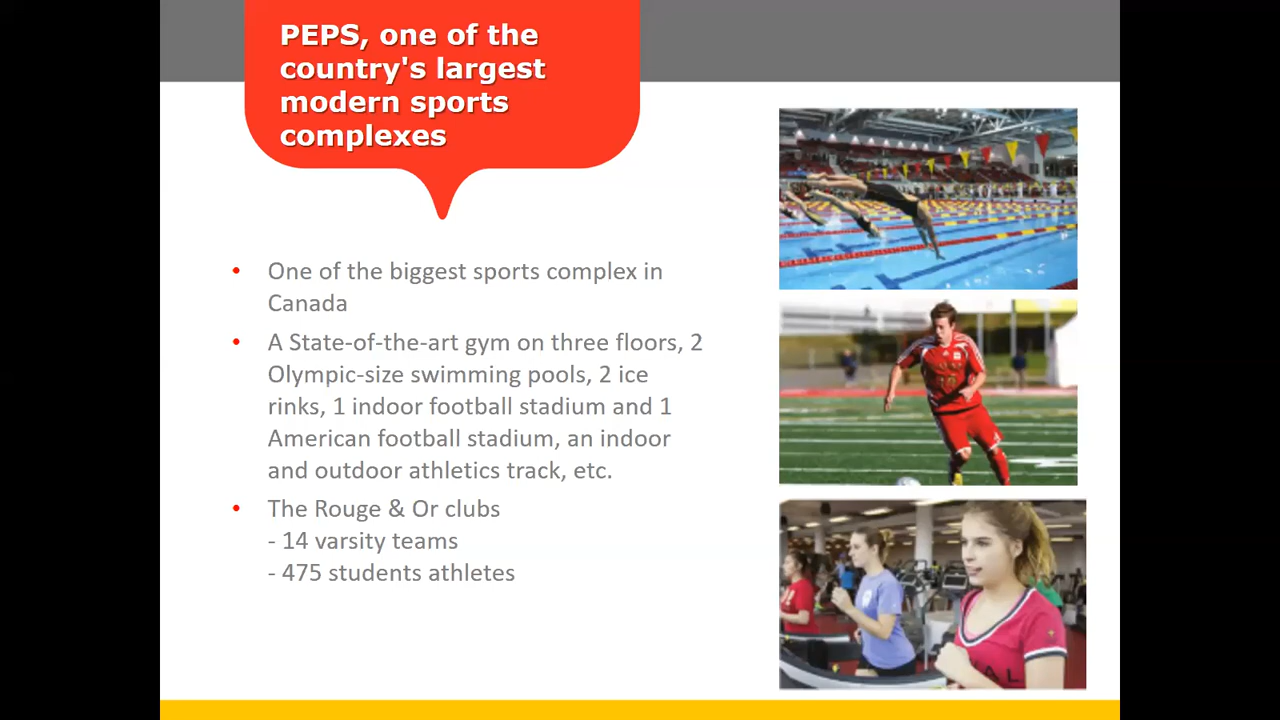 PEPS, one of the
country's largest
modern sports
complexes
• One of the biggest sports complex in
Canada
• A State-of-the-art gym on three floors, 2
Olympic-size swimming pools, 2 ice
rinks, 1 indoor football stadium and 1
American football stadium, an indoor
and outdoor athletics track, etc.
• The Rouge & Or clubs
- 14 varsity teams
- 475 students athletes